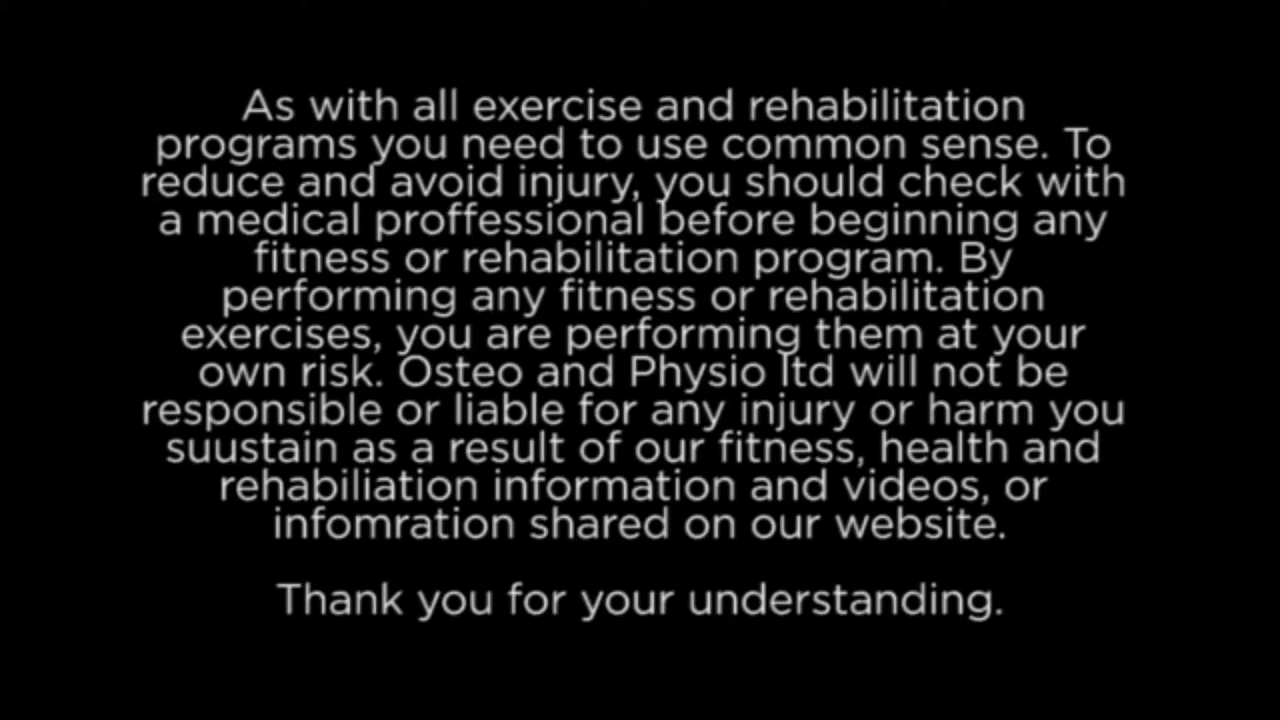 As with all exercise and rehabilitation
programs you need to use common sense. To
reduce and avoid injury, you should check with
a medical proffessional before beginning any
fitness or rehabilitation program. By
performing any fitness or rehabilitation
exercises, you are performing them at your
own risk. Osteo and Physio ltd will not be
responsible or liable for any injury or harm you
suustain as a result of our fitness, health and
rehabiliation information and videos, or
infomration shared on our website.
Thank you for your understanding.